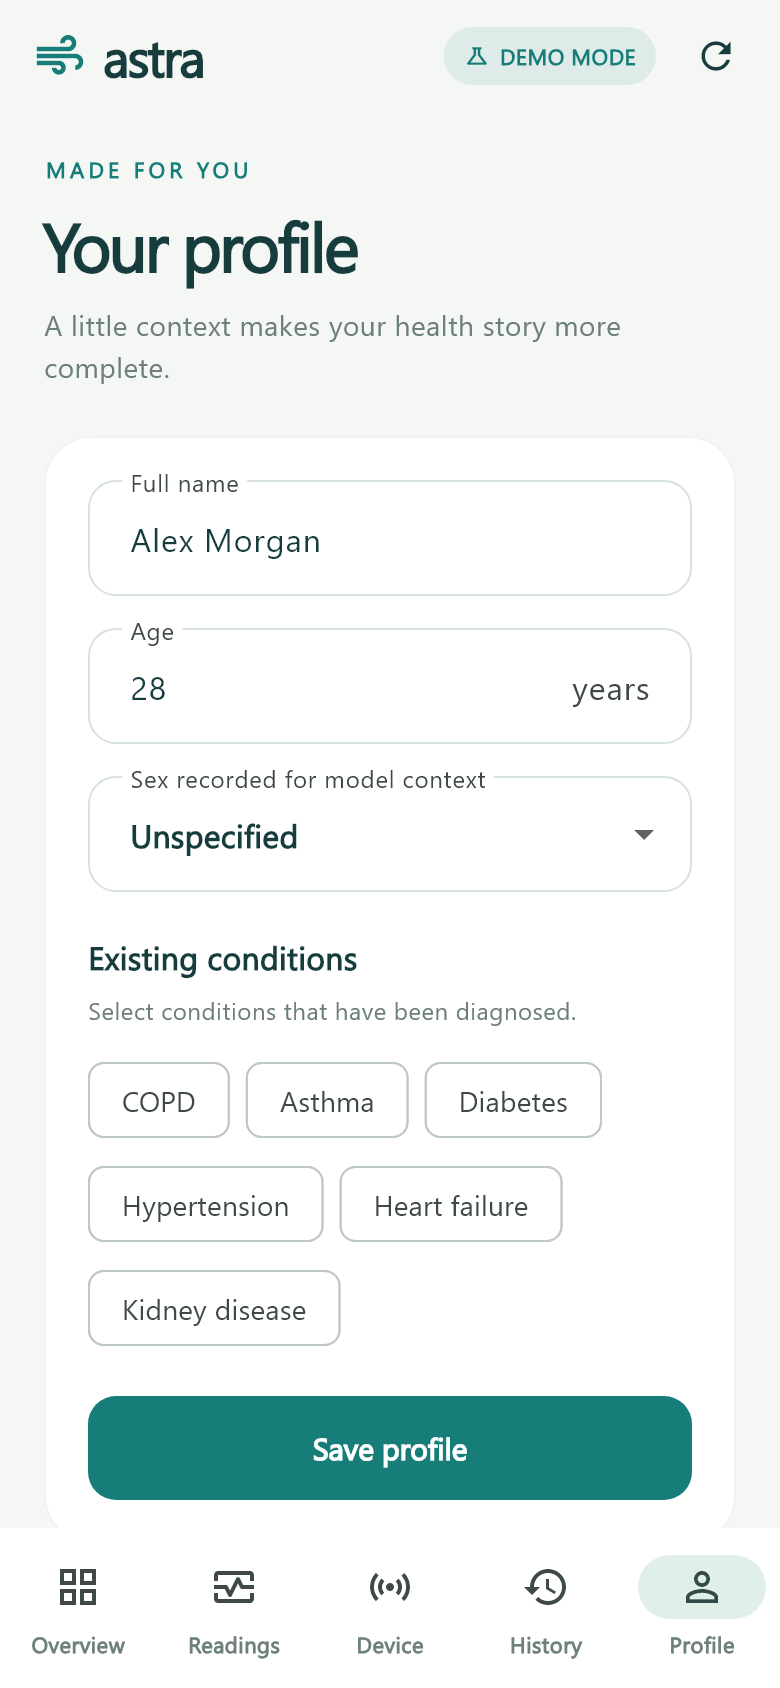 astra
DEMO MODE
MADE FOR YOU
Your profile
A little context makes your health story more
complete.
Full name
Alex Morgan
Age
28 years
Sex recorded for model context
Unspecified
Existing conditions
Select conditions that have been diagnosed.
COPD Asthma Diabetes
Hypertension Heart failure
Kidney disease
Save profile
Overview Readings Device History Profile